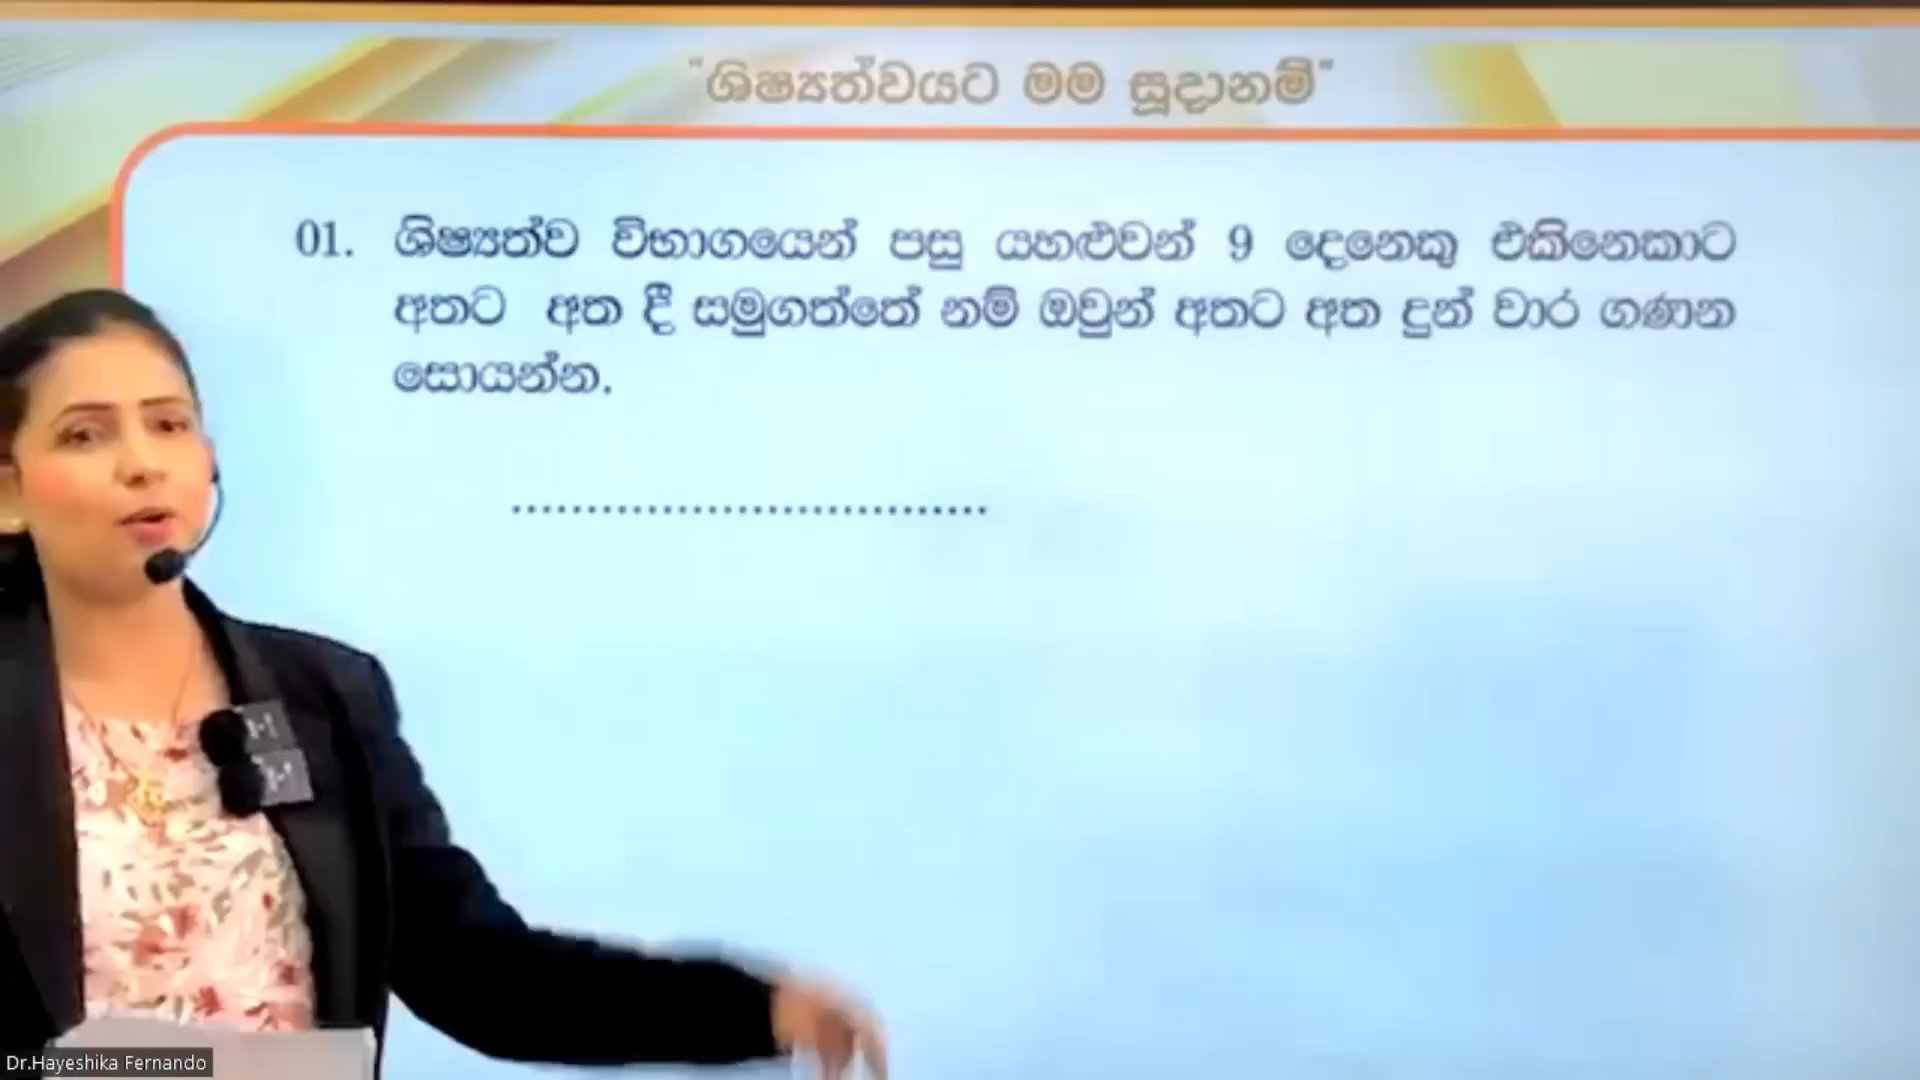 "ශිෂ්‍යත්වයට මම සූදානම්"
01. ශිෂ්‍යත්ව විභාගයෙන් පසු යහළුවන් 9 දෙනෙකු එකිනෙකාට
අතට අත දී සමුගත්තේ නම් ඔවුන් අතට අත දුන් වාර ගණන
සොයන්න.
................................
Dr.Hayeshika Fernando